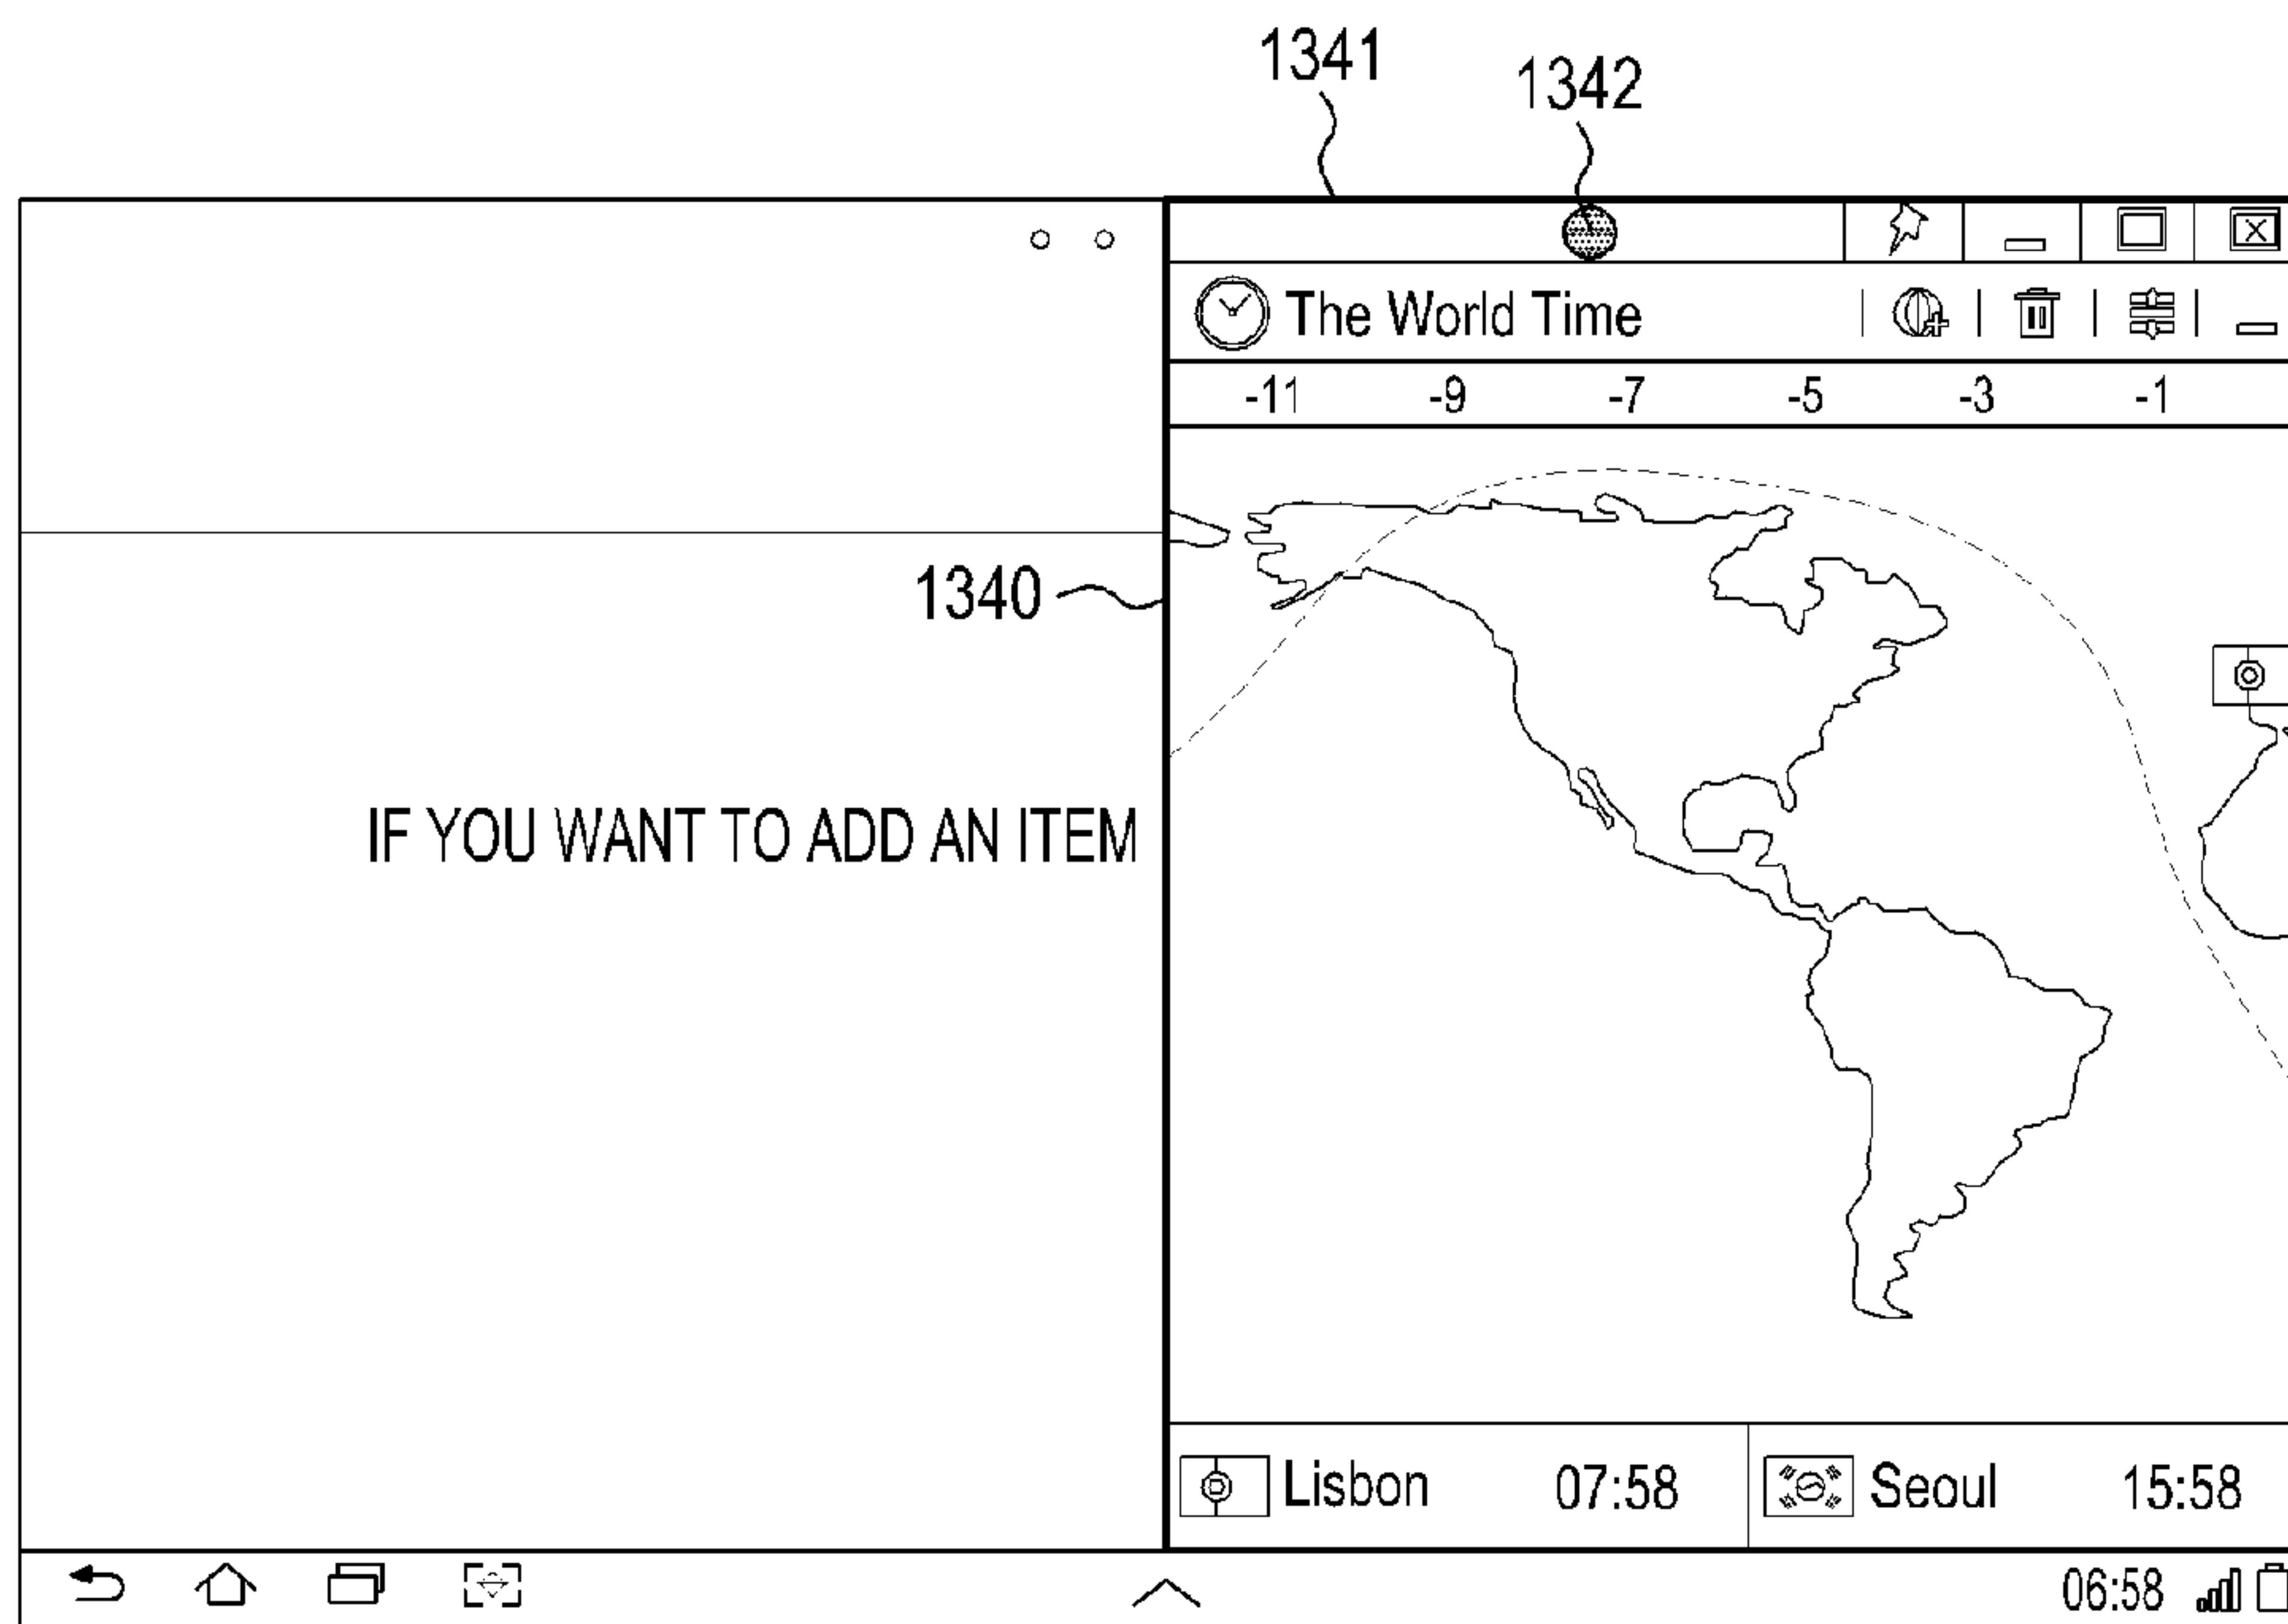 1341
1342
The World Time
-11 -9 -7 -5 -3 -1
1340
IF YOU WANT TO ADD AN ITEM
Lisbon 07:58 Seoul 15:58
06:58